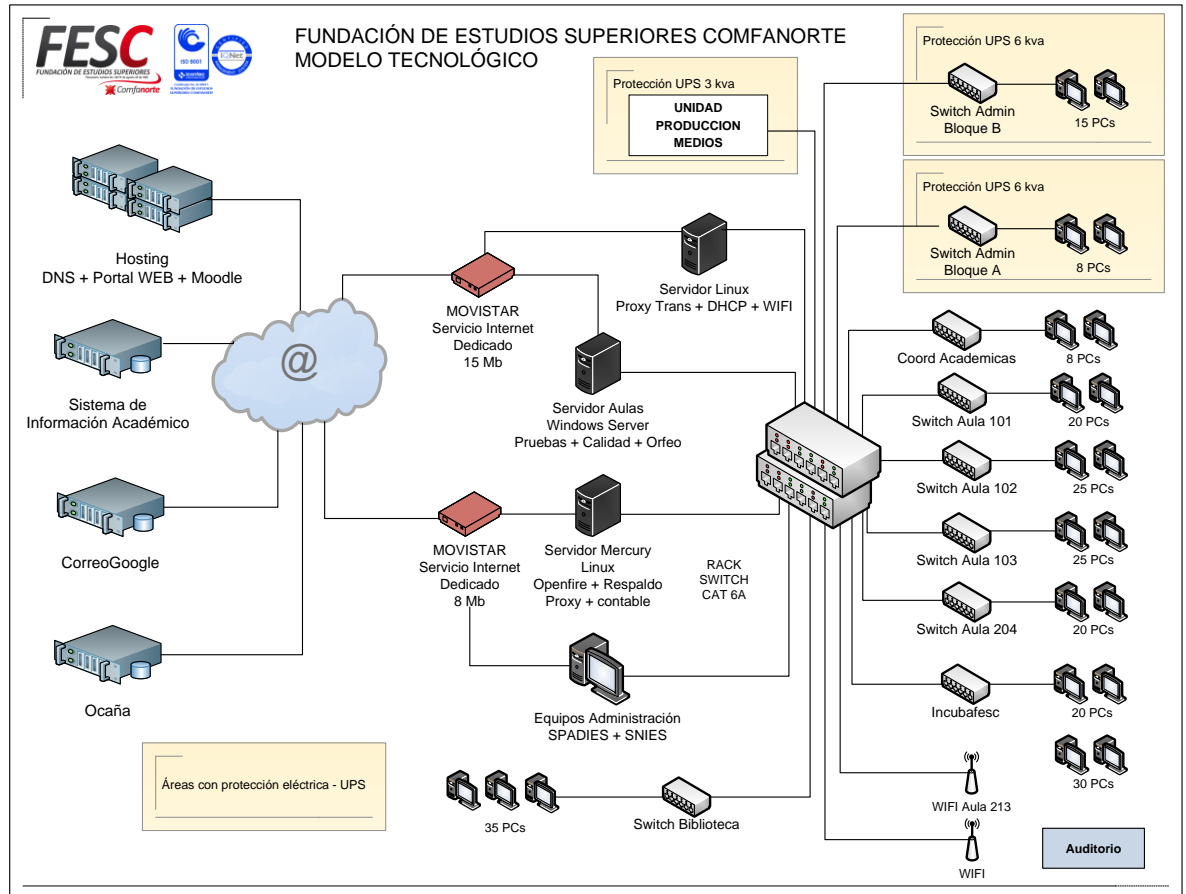 FESC
FUNDACIÓN DE ESTUDIOS SUPERIORES
Comfanorte
ISO 9001
icontec
IQNet
FUNDACIÓN DE ESTUDIOS SUPERIORES COMFANORTE
MODELO TECNOLÓGICO
Protección UPS 3 kva
UNIDAD
PRODUCCION
MEDIOS
Protección UPS 6 kva
Switch Admin
Bloque B
15 PCs
Protección UPS 6 kva
Switch Admin
Bloque A
8 PCs
Hosting
DNS + Portal WEB + Moodle
Sistema de
Información Académico
CorreoGoogle
Ocaña
@
MOVISTAR
Servicio Internet
Dedicado
15 Mb
Servidor Linux
Proxy Trans + DHCP + WIFI
Servidor Aulas
Windows Server
Pruebas + Calidad + Orfeo
MOVISTAR
Servicio Internet
Dedicado
8 Mb
Servidor Mercury
Linux
Openfire + Respaldo
Proxy + contable
RACK
SWITCH
CAT 6A
Equipos Administración
SPADIES + SNIES
Coord Academicas
8 PCs
Switch Aula 101
20 PCs
Switch Aula 102
25 PCs
Switch Aula 103
25 PCs
Switch Aula 204
20 PCs
Incubafesc
20 PCs
WIFI Aula 213
30 PCs
WIFI
Auditorio
Áreas con protección eléctrica - UPS
35 PCs
Switch Biblioteca